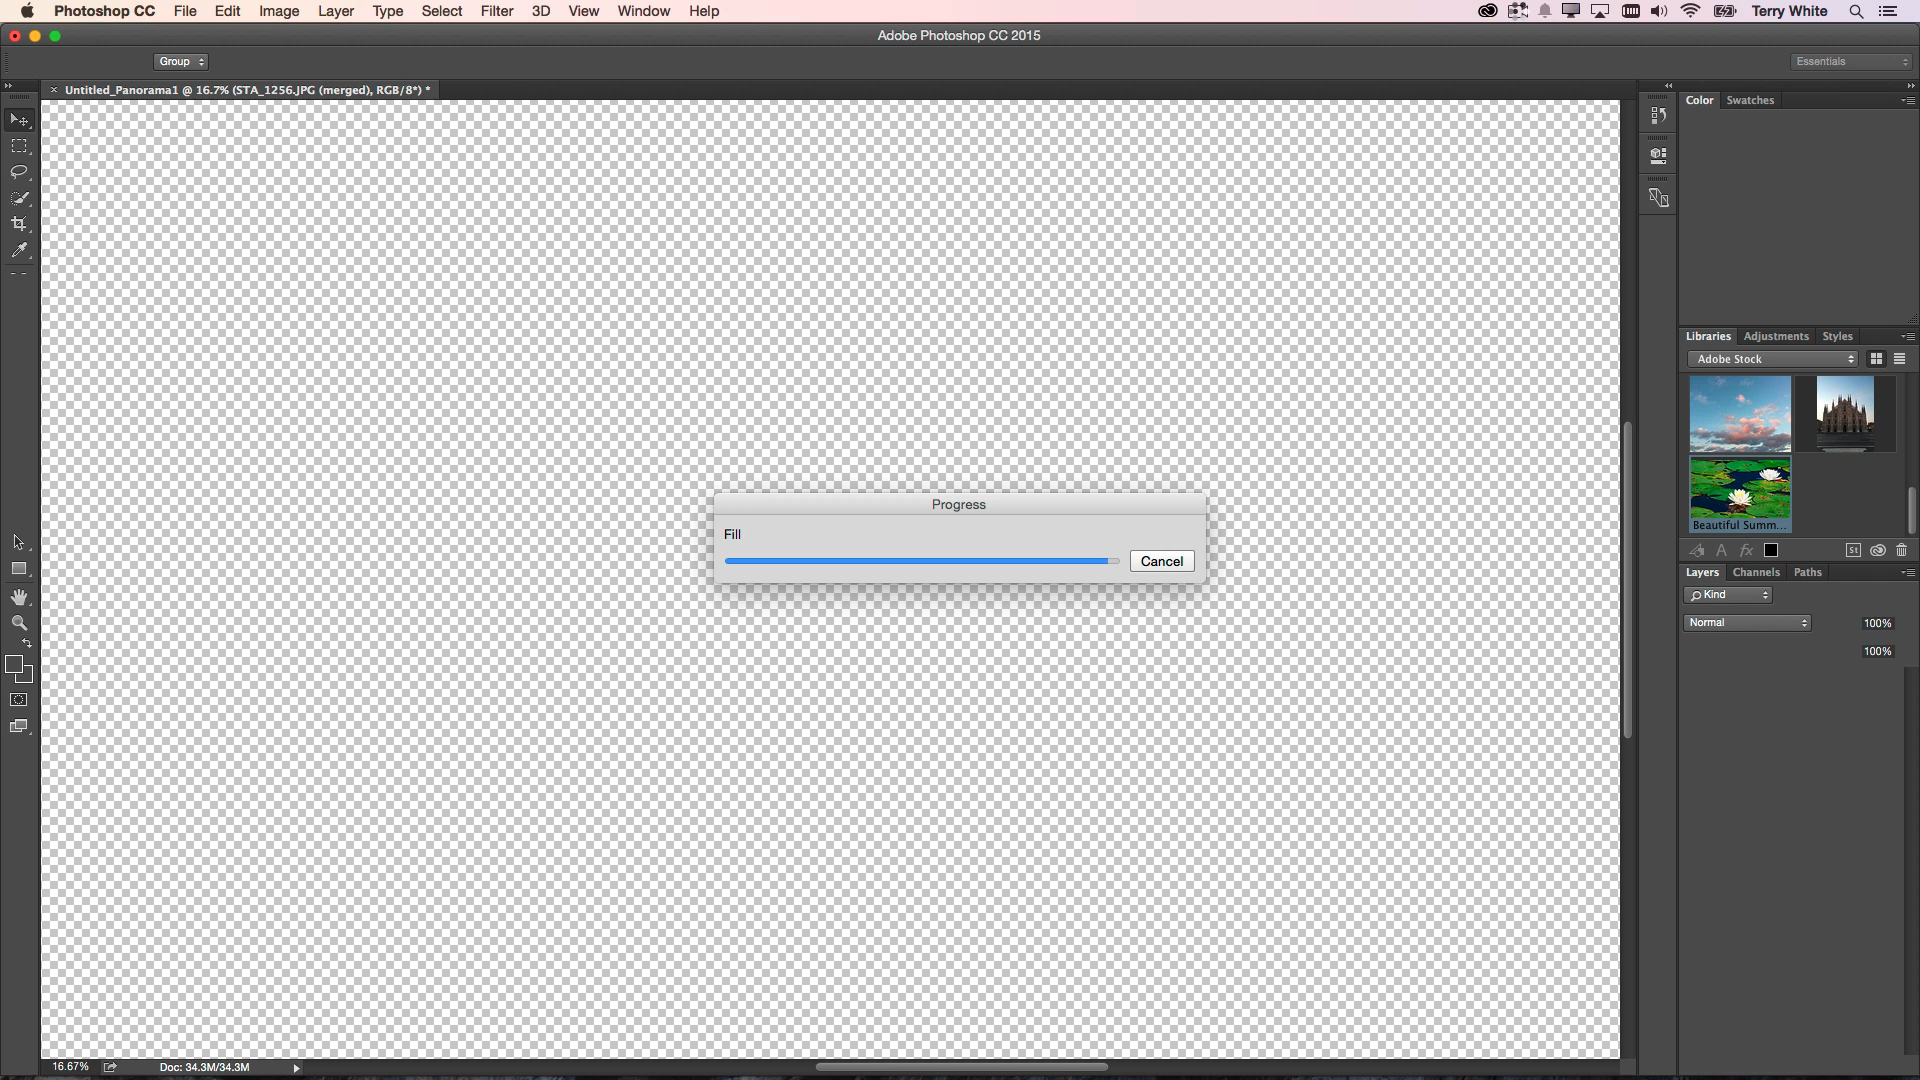 Photoshop CC File Edit Image Layer Type Select Filter 3D View Window Help Terry White
Adobe Photoshop CC 2015
Group Essentials
Untitled_Panorama1 @ 16.7% (STA_1256.JPG (merged), RGB/8*) *
Color Swatches
Libraries Adjustments Styles
Adobe Stock
Beautiful Summ...
A fx St
Progress
Fill
Cancel
Layers Channels Paths
Kind
Normal 100%
100%
16.67% Doc: 34.3M/34.3M